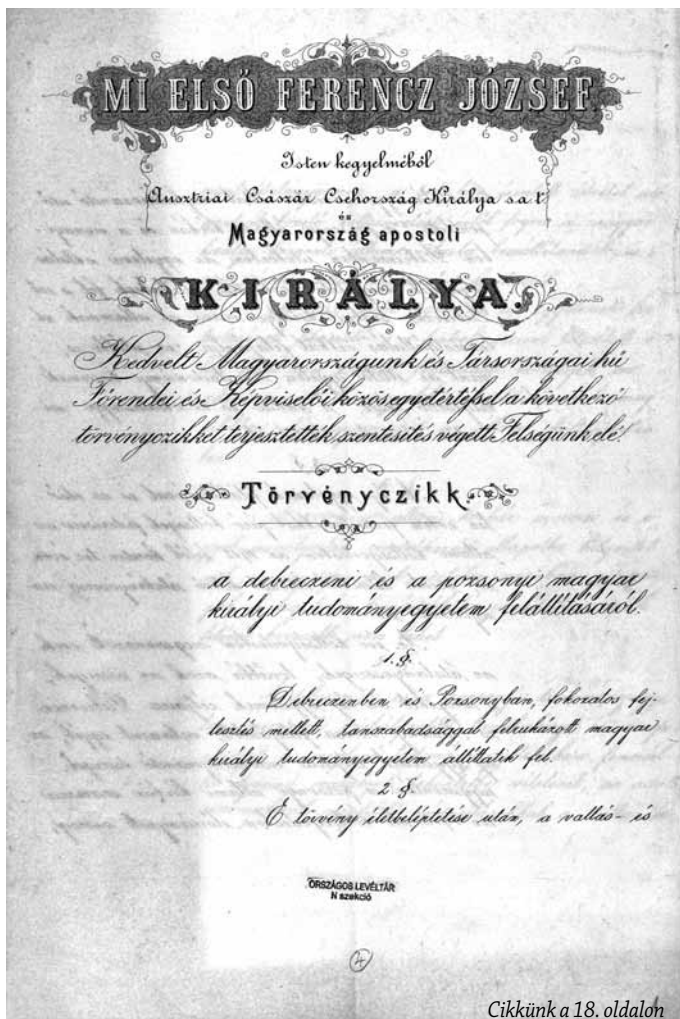 MI ELSŐ FERENCZ JÓZSEF.
Isten kegyelméből
Ausztriai Császár Csehország Királya s.a.t.
és
Magyarország apostoli
KIRÁLYA.
Kedvelt Magyarországunk és Társországai hű
Főrendei és Képviselői közös egyetértéssel a következő
törvényczikket terjesztették szentesités végett Felségünk elé!
Törvényczikk.
a debreczeni és a pozsonyi magyar
királyi tudományegyetem felállításáról.
1. §.
Debreczenben és Pozsonyban, fokozatos fej-
lesztés mellett, tanszabadsággal felruházott magyar
királyi tudományegyetem állíttatik fel.
2 §.
E törvény életbeléptetése után, a vallás- és
ORSZÁGOS LEVÉLTÁR
N szekció
4
Cikkünk a 18. oldalon